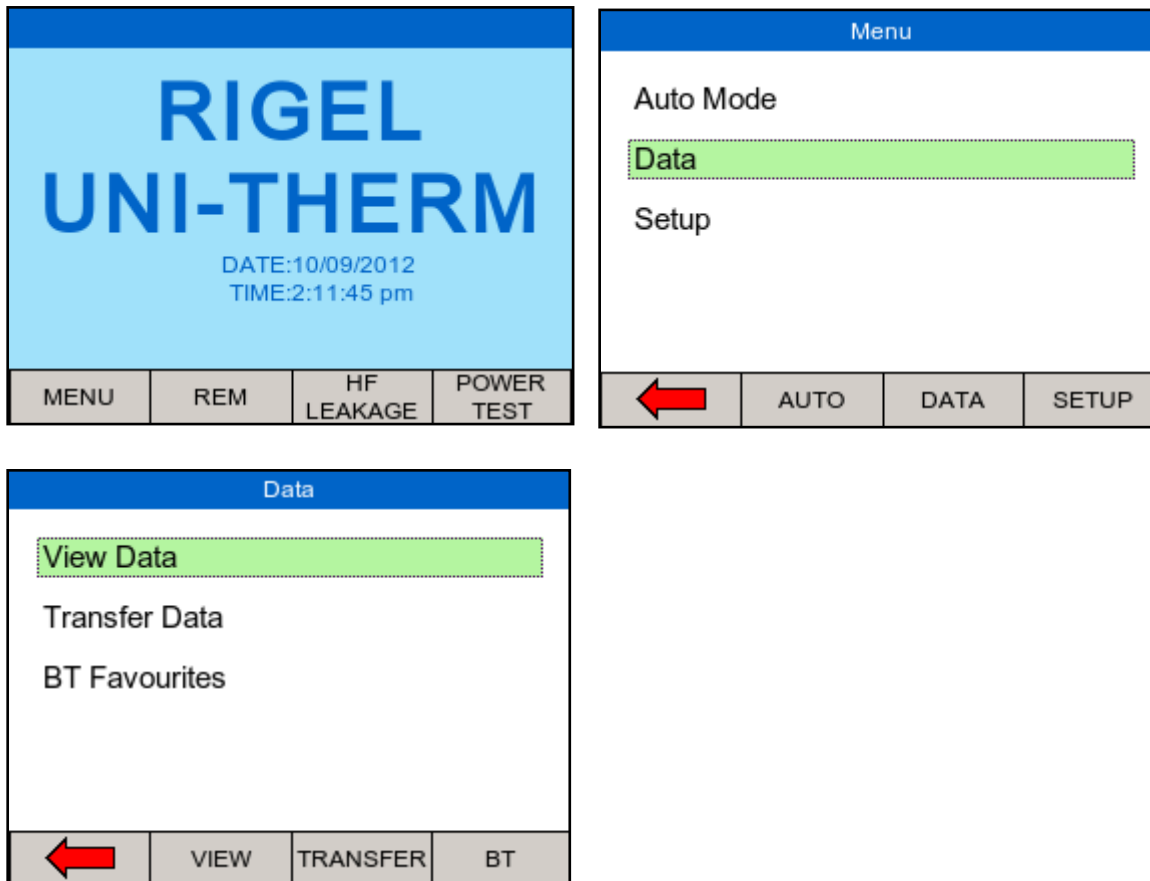 RIGEL
UNI-THERM
DATE:10/09/2012
TIME:2:11:45 pm
MENU REM HF LEAKAGE POWER TEST
Menu
Auto Mode
Data
Setup
AUTO DATA SETUP
Data
View Data
Transfer Data
BT Favourites
VIEW TRANSFER BT